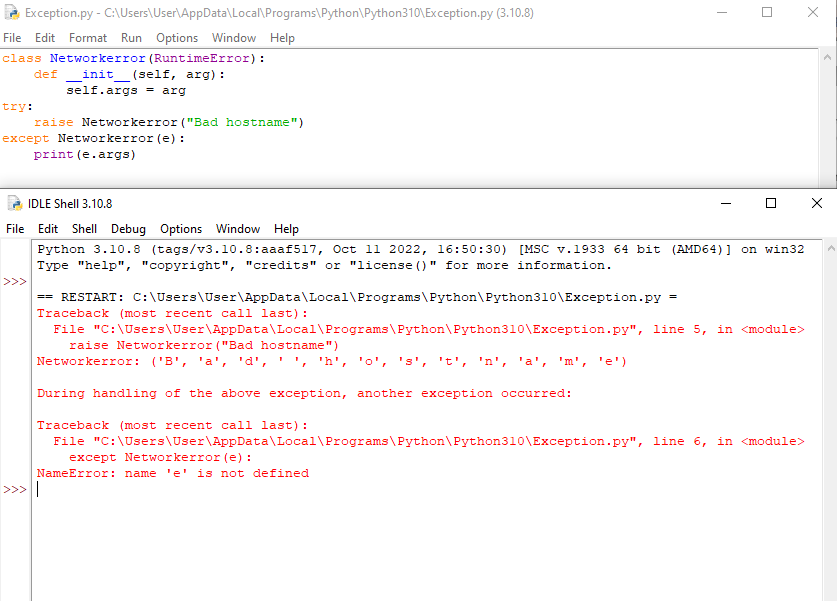 Exception.py - C:\Users\User\AppData\Local\Programs\Python\Python310\Exception.py (3.10.8)
File Edit Format Run Options Window Help
class Networkerror(RuntimeError):
    def __init__(self, arg):
        self.args = arg
try:
    raise Networkerror("Bad hostname")
except Networkerror(e):
    print(e.args)
IDLE Shell 3.10.8
File Edit Shell Debug Options Window Help
Python 3.10.8 (tags/v3.10.8:aaaf517, Oct 11 2022, 16:50:30) [MSC v.1933 64 bit (AMD64)] on win32
Type "help", "copyright", "credits" or "license()" for more information.
>>>
== RESTART: C:\Users\User\AppData\Local\Programs\Python\Python310\Exception.py =
Traceback (most recent call last):
  File "C:\Users\User\AppData\Local\Programs\Python\Python310\Exception.py", line 5, in <module>
    raise Networkerror("Bad hostname")
Networkerror: ('B', 'a', 'd', ' ', 'h', 'o', 's', 't', 'n', 'a', 'm', 'e')
During handling of the above exception, another exception occurred:
Traceback (most recent call last):
  File "C:\Users\User\AppData\Local\Programs\Python\Python310\Exception.py", line 6, in <module>
    except Networkerror(e):
NameError: name 'e' is not defined
>>>